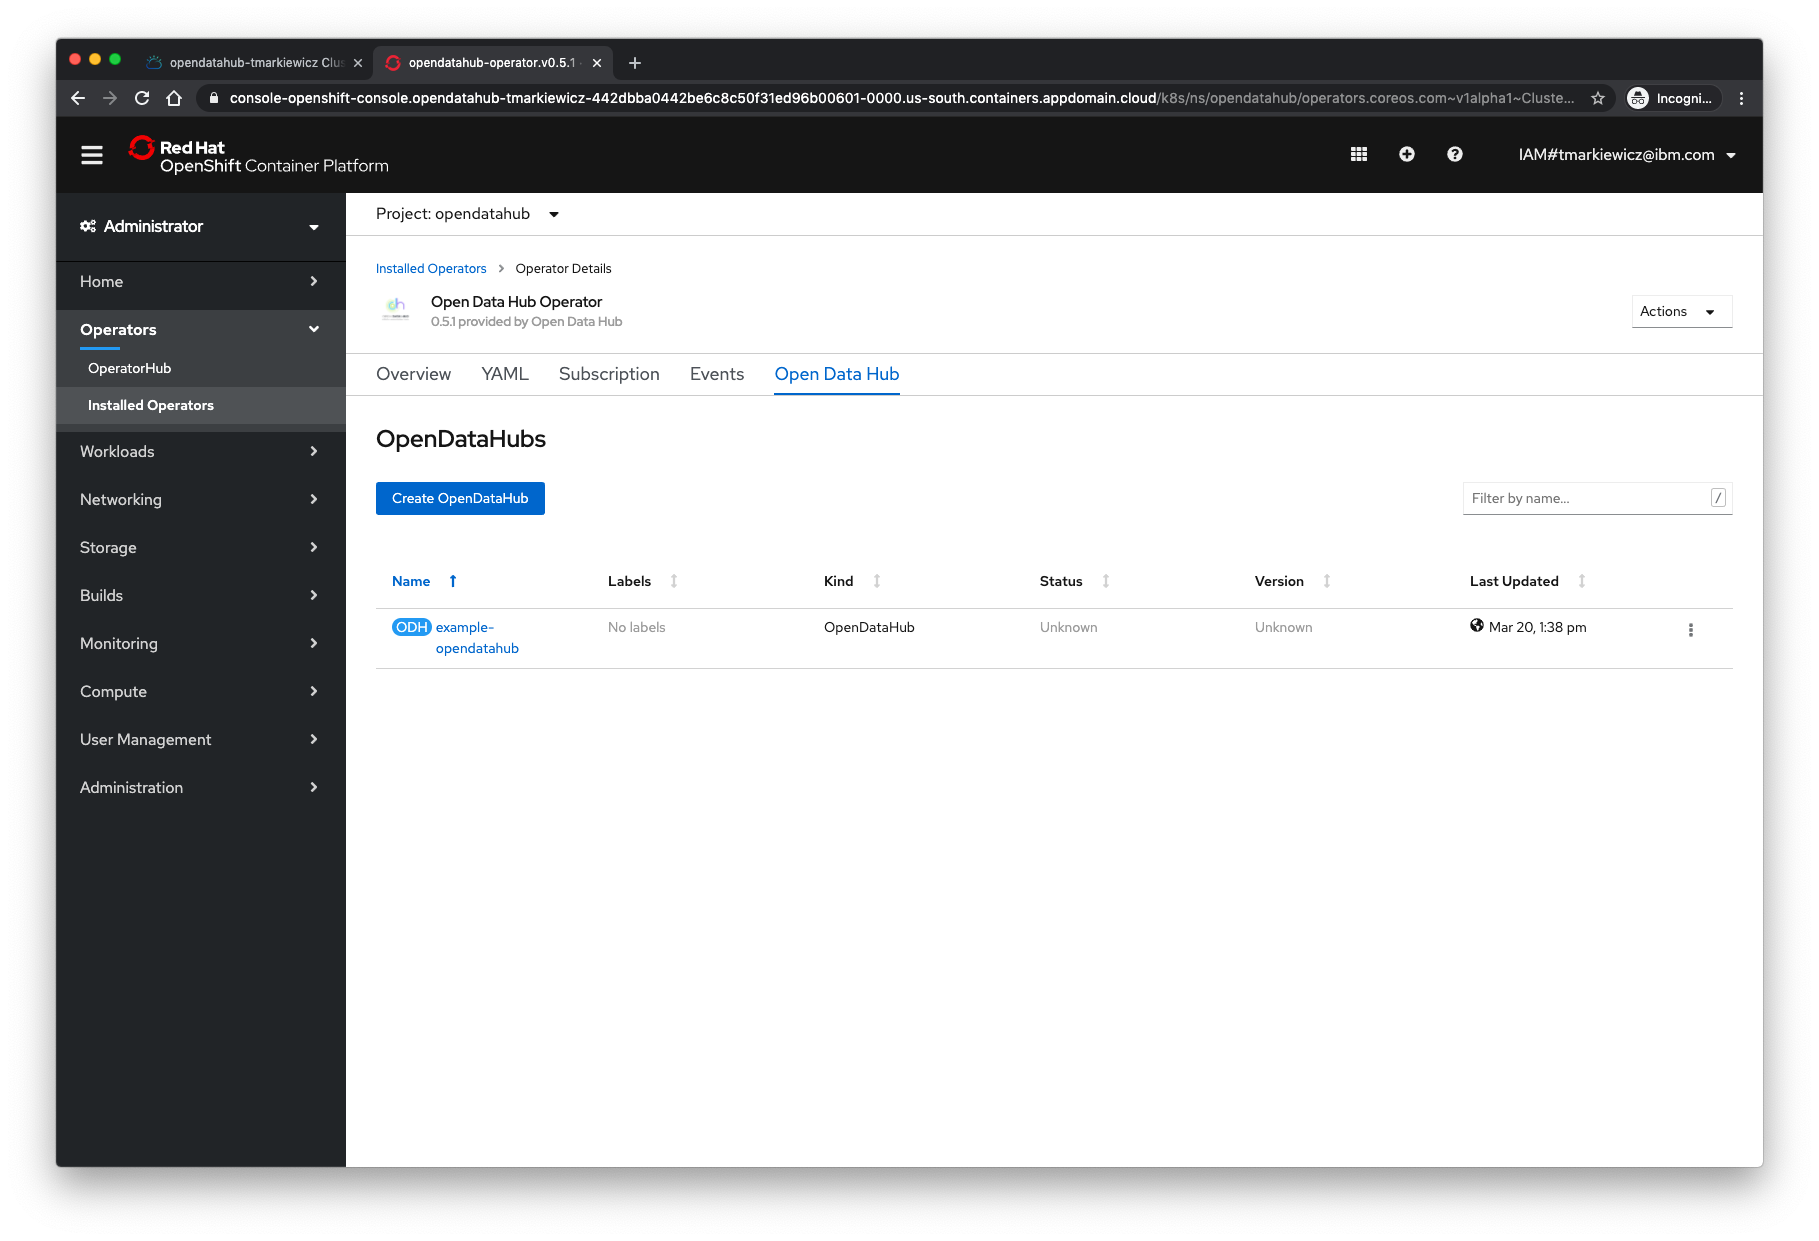 opendatahub-tmarkiewicz Clus
opendatahub-operator.v0.5.1 -
console-openshift-console.opendatahub-tmarkiewicz-442dbba0442be6c8c50f31ed96b00601-0000.us-south.containers.appdomain.cloud/k8s/ns/opendatahub/operators.coreos.com~v1alpha1~Cluste...
Incogni...
Red Hat
OpenShift Container Platform
IAM#tmarkiewicz@ibm.com
Administrator
Home
Operators
OperatorHub
Installed Operators
Workloads
Networking
Storage
Builds
Monitoring
Compute
User Management
Administration
Project: opendatahub
Installed Operators > Operator Details
Open Data Hub Operator
0.5.1 provided by Open Data Hub
Actions
Overview YAML Subscription Events Open Data Hub
OpenDataHubs
Create OpenDataHub
Filter by name... /
Name Labels Kind Status Version Last Updated
ODH example-opendatahub No labels OpenDataHub Unknown Unknown Mar 20, 1:38 pm